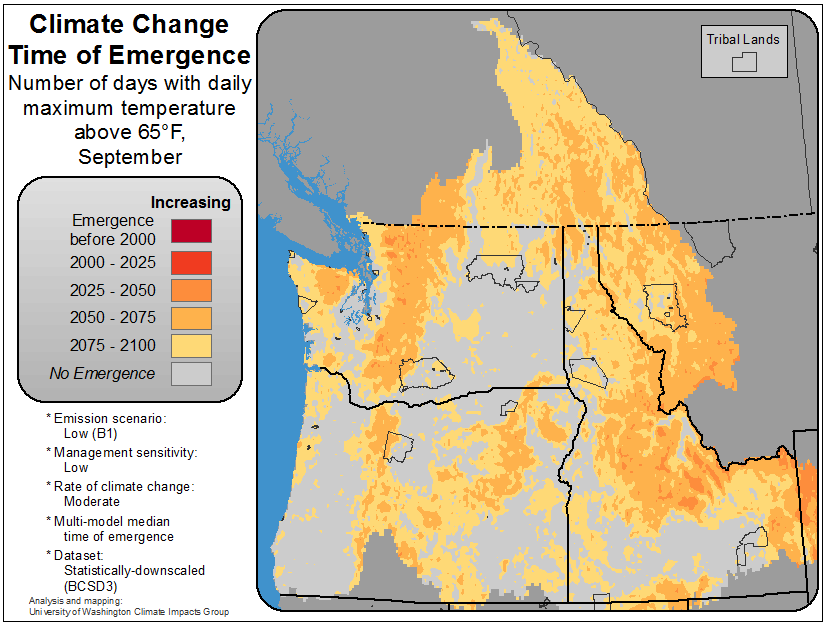 Climate Change
Time of Emergence
Number of days with daily
maximum temperature
above 65°F,
September
Increasing
Emergence
before 2000
2000 - 2025
2025 - 2050
2050 - 2075
2075 - 2100
No Emergence
* Emission scenario:
Low (B1)
* Management sensitivity:
Low
* Rate of climate change:
Moderate
* Multi-model median
time of emergence
* Dataset:
Statistically-downscaled
(BCSD3)
Analysis and mapping:
University of Washington Climate Impacts Group
Tribal Lands